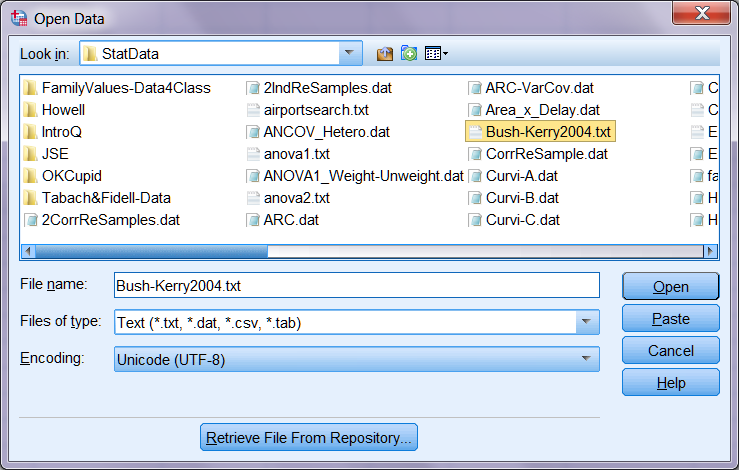 Open Data
Look in: StatData
FamilyValues-Data4Class
Howell
IntroQ
JSE
OKCupid
Tabach&Fidell-Data
2CorrReSamples.dat
2IndReSamples.dat
airportsearch.txt
ANCOV_Hetero.dat
anova1.txt
ANOVA1_Weight-Unweight.dat
anova2.txt
ARC.dat
ARC-VarCov.dat
Area_x_Delay.dat
Bush-Kerry2004.txt
CorrReSample.dat
Curvi-A.dat
Curvi-B.dat
Curvi-C.dat
C
C
E
E
fa
H
H
File name: Bush-Kerry2004.txt
Files of type: Text (*.txt, *.dat, *.csv, *.tab)
Encoding: Unicode (UTF-8)
Open
Paste
Cancel
Help
Retrieve File From Repository...